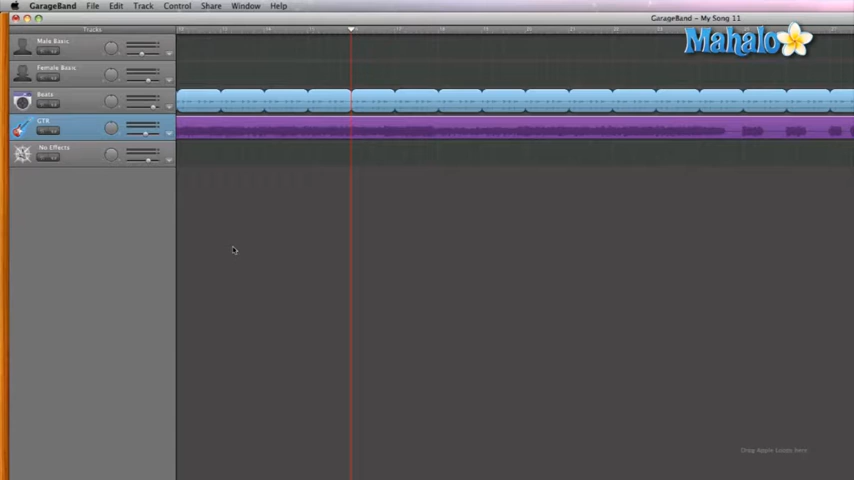 GarageBand File Edit Track Control Share Window Help
GarageBand - My Song 11
Mahalo
Tracks
Male Basic
Female Basic
Beats
GTR
No Effects
Drag Apple Loops here.